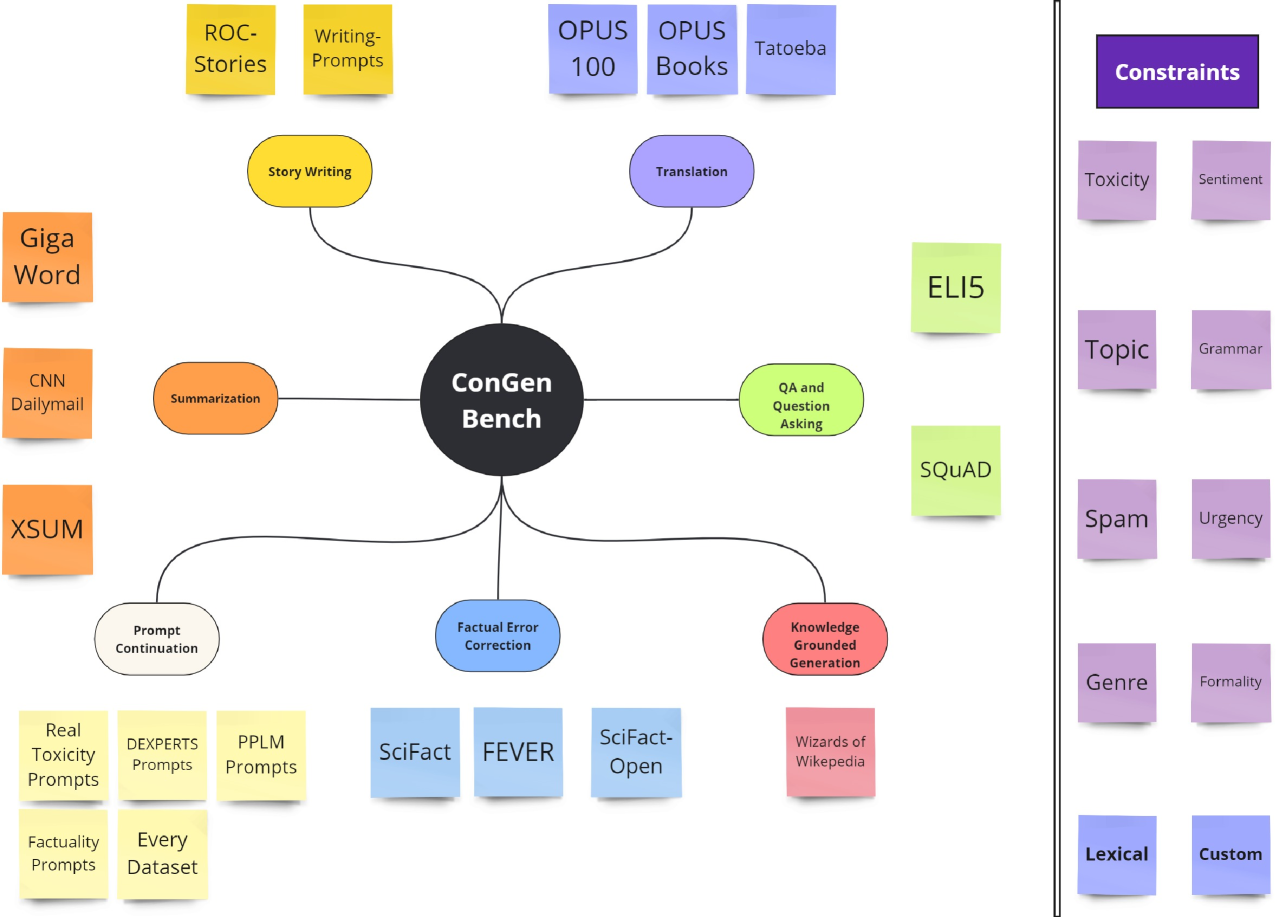 ROC-
Stories
Writing-
Prompts
OPUS
100
OPUS
Books
Tatoeba
Story Writing
Translation
Giga
Word
CNN
Dailymail
XSUM
Summarization
ConGen
Bench
QA and
Question
Asking
ELI5
SQuAD
Prompt
Continuation
Factual Error
Correction
Knowledge
Grounded
Generation
Real
Toxicity
Prompts
DEXPERTS
Prompts
PPLM
Prompts
Factuality
Prompts
Every
Dataset
SciFact
FEVER
SciFact-
Open
Wizards of
Wikepedia
Constraints
Toxicity
Sentiment
Topic
Grammar
Spam
Urgency
Genre
Formality
Lexical
Custom